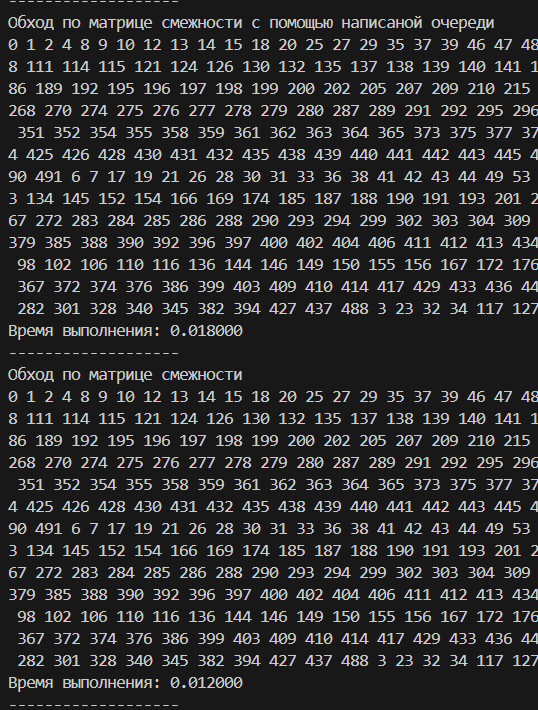 -------------------
Обход по матрице смежности с помощью написаной очереди
0 1 2 4 8 9 10 12 13 14 15 18 20 25 27 29 35 37 39 46 47 48
8 111 114 115 121 124 126 130 132 135 137 138 139 140 141 1
86 189 192 195 196 197 198 199 200 202 205 207 209 210 215
268 270 274 275 276 277 278 279 280 287 289 291 292 295 296
351 352 354 355 358 359 361 362 363 364 365 373 375 377 37
4 425 426 428 430 431 432 435 438 439 440 441 442 443 445 4
90 491 6 7 17 19 21 26 28 30 31 33 36 38 41 42 43 44 49 53
3 134 145 152 154 166 169 174 185 187 188 190 191 193 201 2
67 272 283 284 285 286 288 290 293 294 299 302 303 304 309
379 385 388 390 392 396 397 400 402 404 406 411 412 413 434
98 102 106 110 116 136 144 146 149 150 155 156 167 172 176
367 372 374 376 386 399 403 409 410 414 417 429 433 436 44
282 301 328 340 345 382 394 427 437 488 3 23 32 34 117 127
Время выполнения: 0.018000
-------------------
Обход по матрице смежности
0 1 2 4 8 9 10 12 13 14 15 18 20 25 27 29 35 37 39 46 47 48
8 111 114 115 121 124 126 130 132 135 137 138 139 140 141 1
86 189 192 195 196 197 198 199 200 202 205 207 209 210 215
268 270 274 275 276 277 278 279 280 287 289 291 292 295 296
351 352 354 355 358 359 361 362 363 364 365 373 375 377 37
4 425 426 428 430 431 432 435 438 439 440 441 442 443 445 4
90 491 6 7 17 19 21 26 28 30 31 33 36 38 41 42 43 44 49 53
3 134 145 152 154 166 169 174 185 187 188 190 191 193 201 2
67 272 283 284 285 286 288 290 293 294 299 302 303 304 309
379 385 388 390 392 396 397 400 402 404 406 411 412 413 434
98 102 106 110 116 136 144 146 149 150 155 156 167 172 176
367 372 374 376 386 399 403 409 410 414 417 429 433 436 44
282 301 328 340 345 382 394 427 437 488 3 23 32 34 117 127
Время выполнения: 0.012000
-------------------